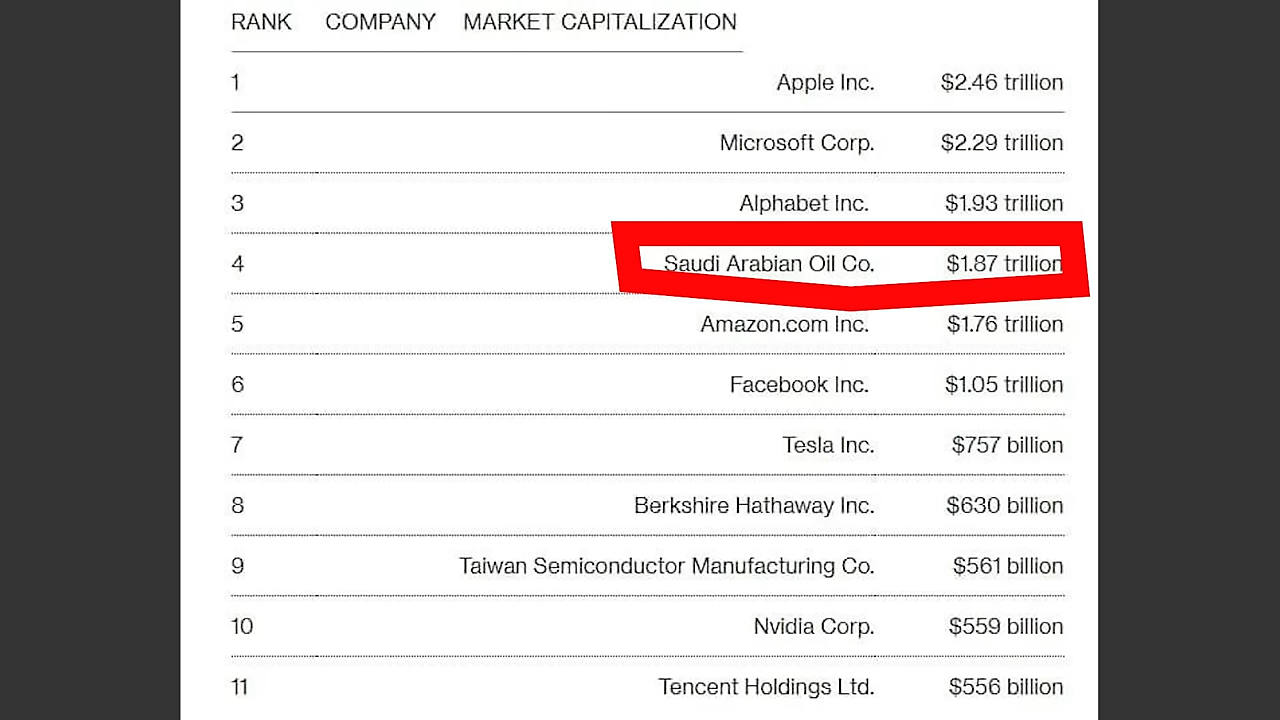 RANK COMPANY MARKET CAPITALIZATION
1 Apple Inc. $2.46 trillion
2 Microsoft Corp. $2.29 trillion
3 Alphabet Inc. $1.93 trillion
4 Saudi Arabian Oil Co. $1.87 trillion
5 Amazon.com Inc. $1.76 trillion
6 Facebook Inc. $1.05 trillion
7 Tesla Inc. $757 billion
8 Berkshire Hathaway Inc. $630 billion
9 Taiwan Semiconductor Manufacturing Co. $561 billion
10 Nvidia Corp. $559 billion
11 Tencent Holdings Ltd. $556 billion